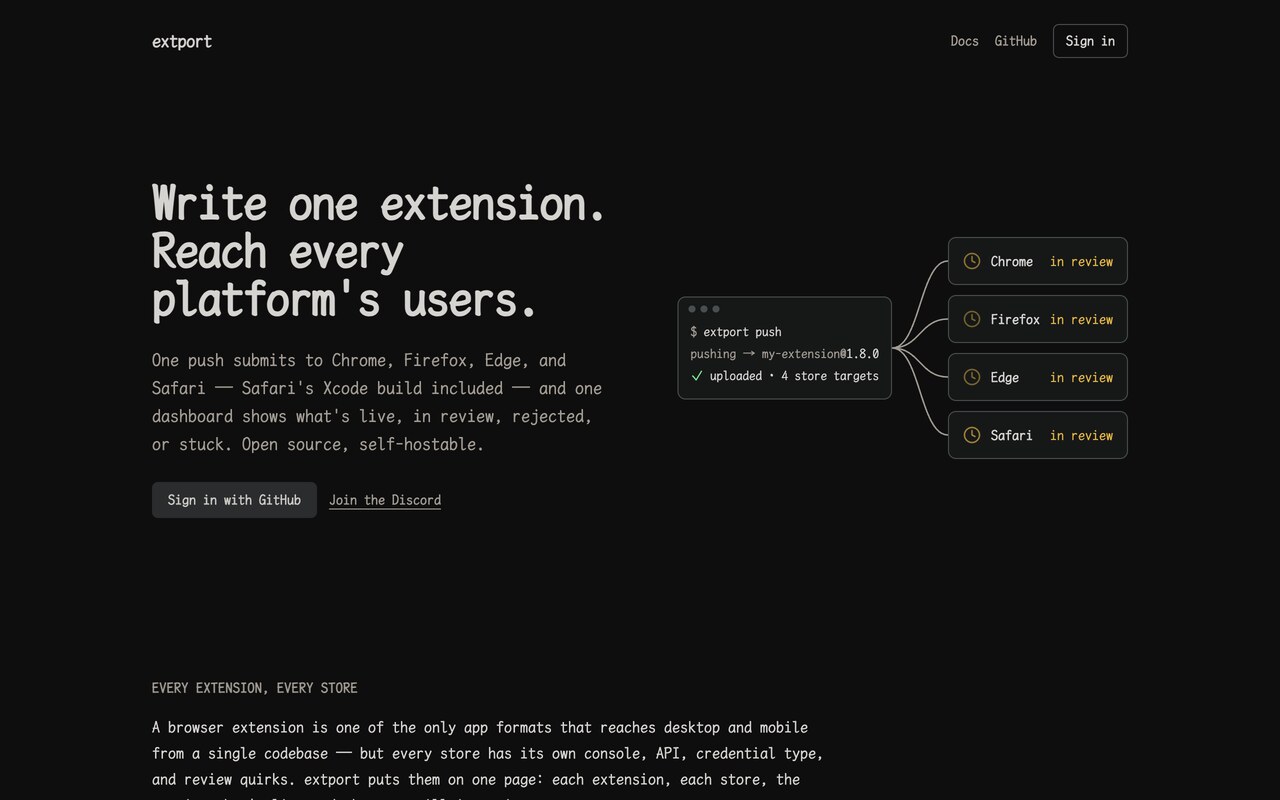 extport
Docs
GitHub
Sign in
Write one extension.
Reach every
platform's users.
One push submits to Chrome, Firefox, Edge, and
Safari — Safari's Xcode build included — and one
dashboard shows what's live, in review, rejected,
or stuck. Open source, self-hostable.
Sign in with GitHub
Join the Discord
$ extport push
pushing → my-extension@1.8.0
✓ uploaded · 4 store targets
Chrome in review
Firefox in review
Edge in review
Safari in review
EVERY EXTENSION, EVERY STORE
A browser extension is one of the only app formats that reaches desktop and mobile
from a single codebase — but every store has its own console, API, credential type,
and review quirks. extport puts them on one page: each extension, each store, the